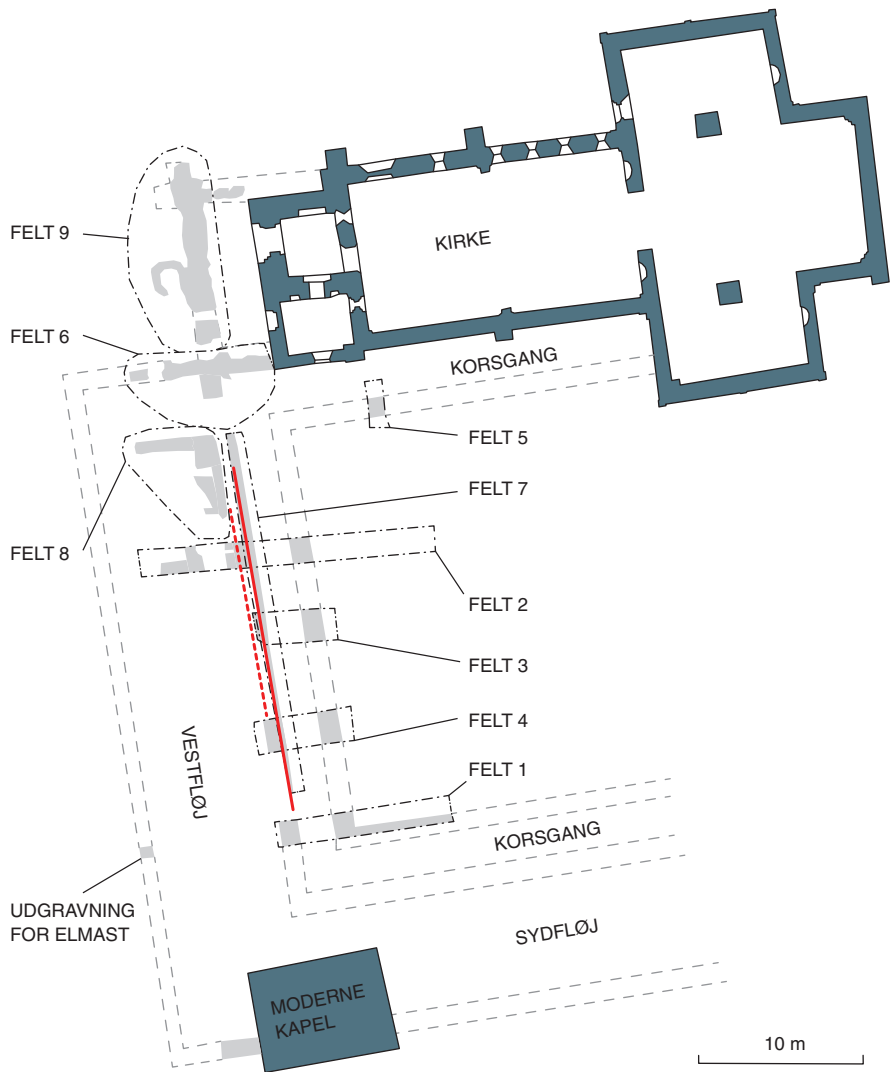 FELT 9
KIRKE
FELT 6
KORSGANG
FELT 5
FELT 7
FELT 8
FELT 2
FELT 3
FELT 4
VESTFLØJ
FELT 1
KORSGANG
UDGRAVNING
FOR ELMAST
SYDFLØJ
MODERNE
KAPEL
10 m